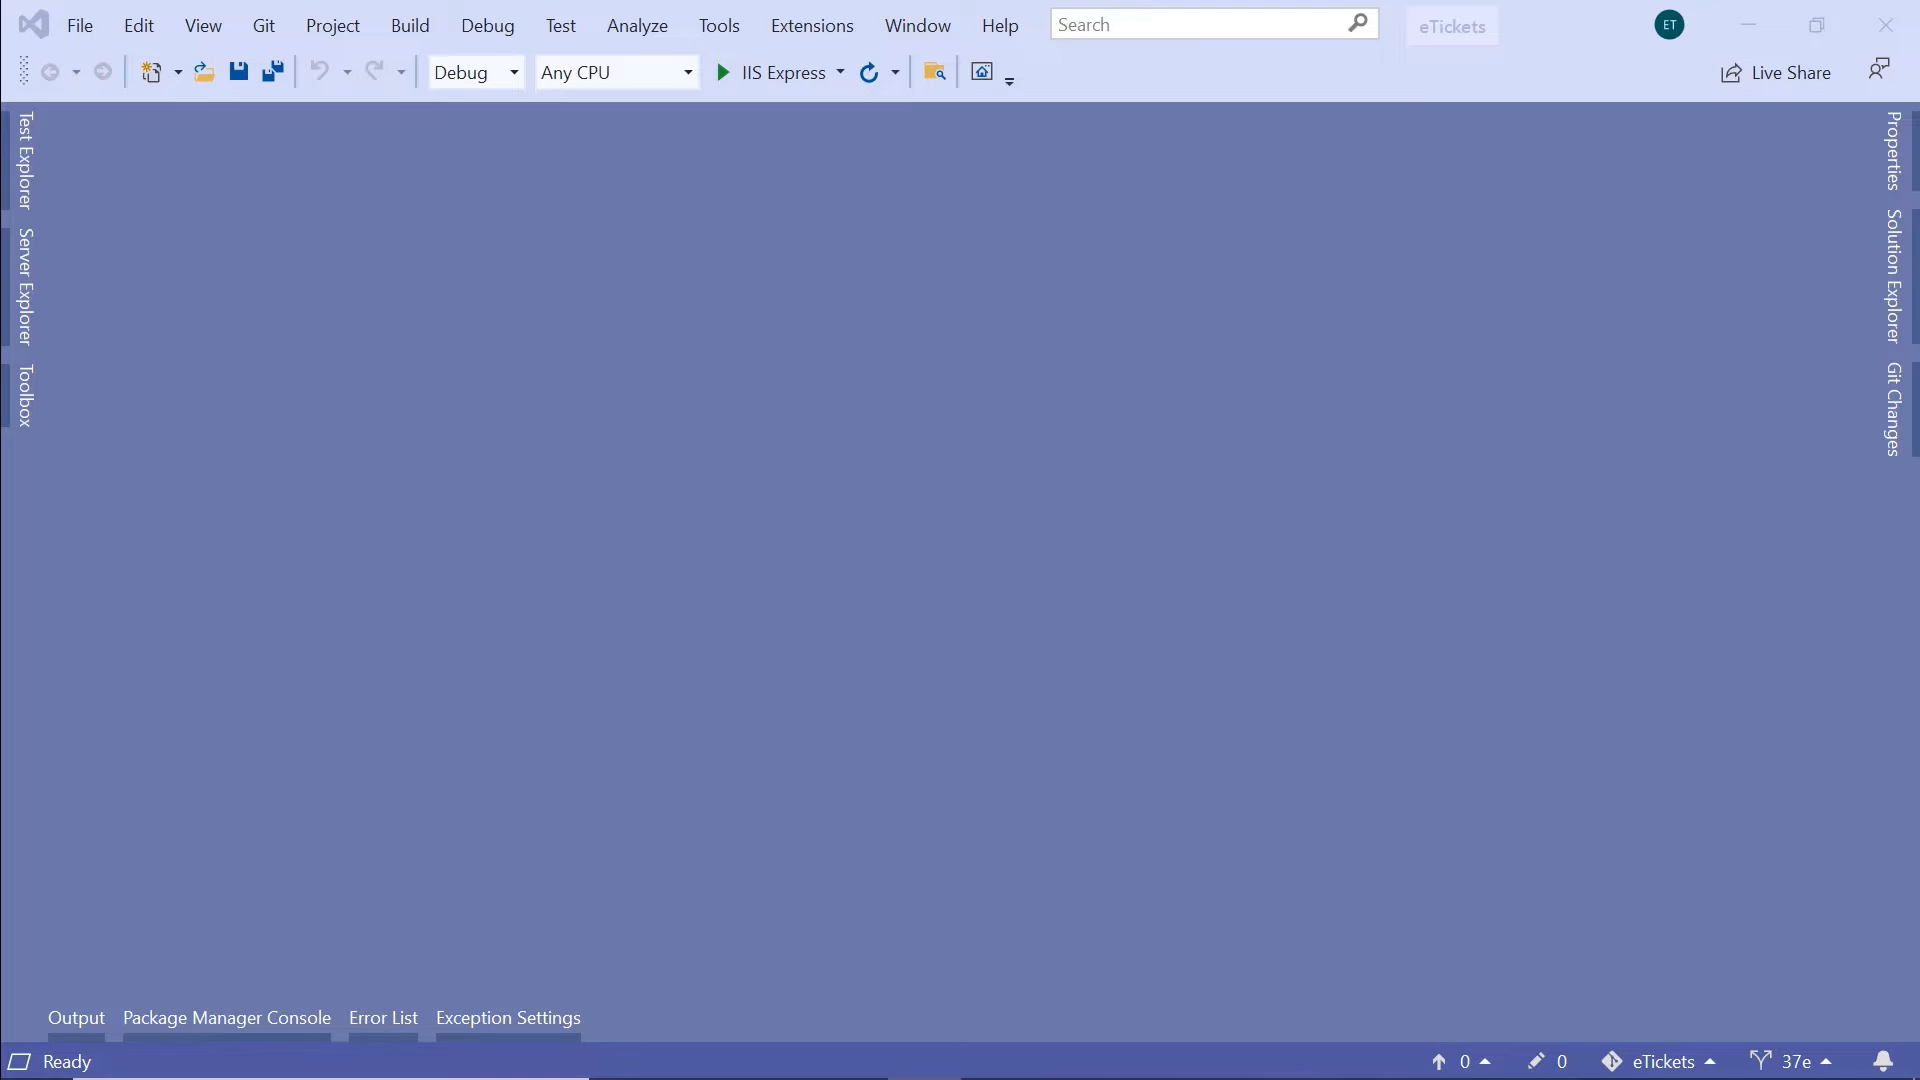 File Edit View Git Project Build Debug Test Analyze Tools Extensions Window Help Search eTickets ET
Debug Any CPU IIS Express Live Share
Test Explorer
Server Explorer
Toolbox
Properties
Solution Explorer
Git Changes
Output Package Manager Console Error List Exception Settings
Ready 0 0 eTickets 37e